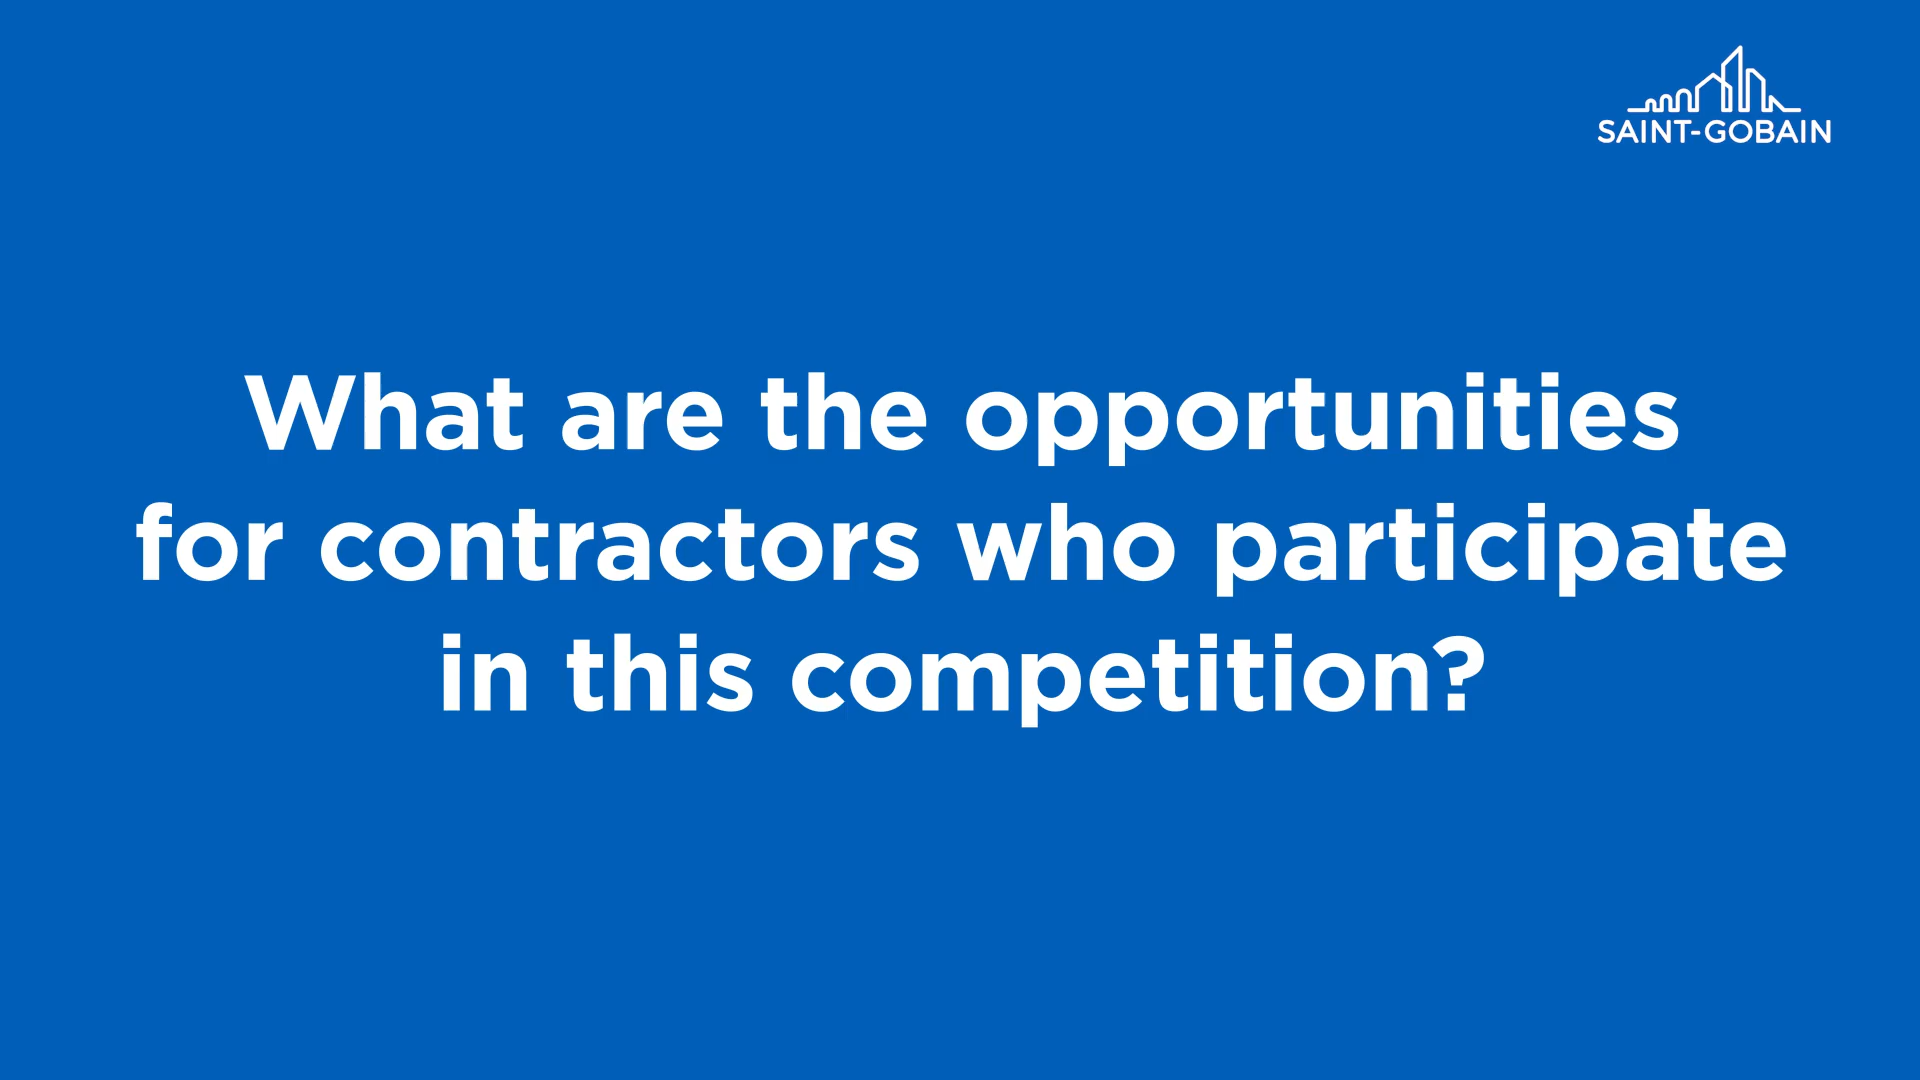 SAINT-GOBAIN
What are the opportunities
for contractors who participate
in this competition?